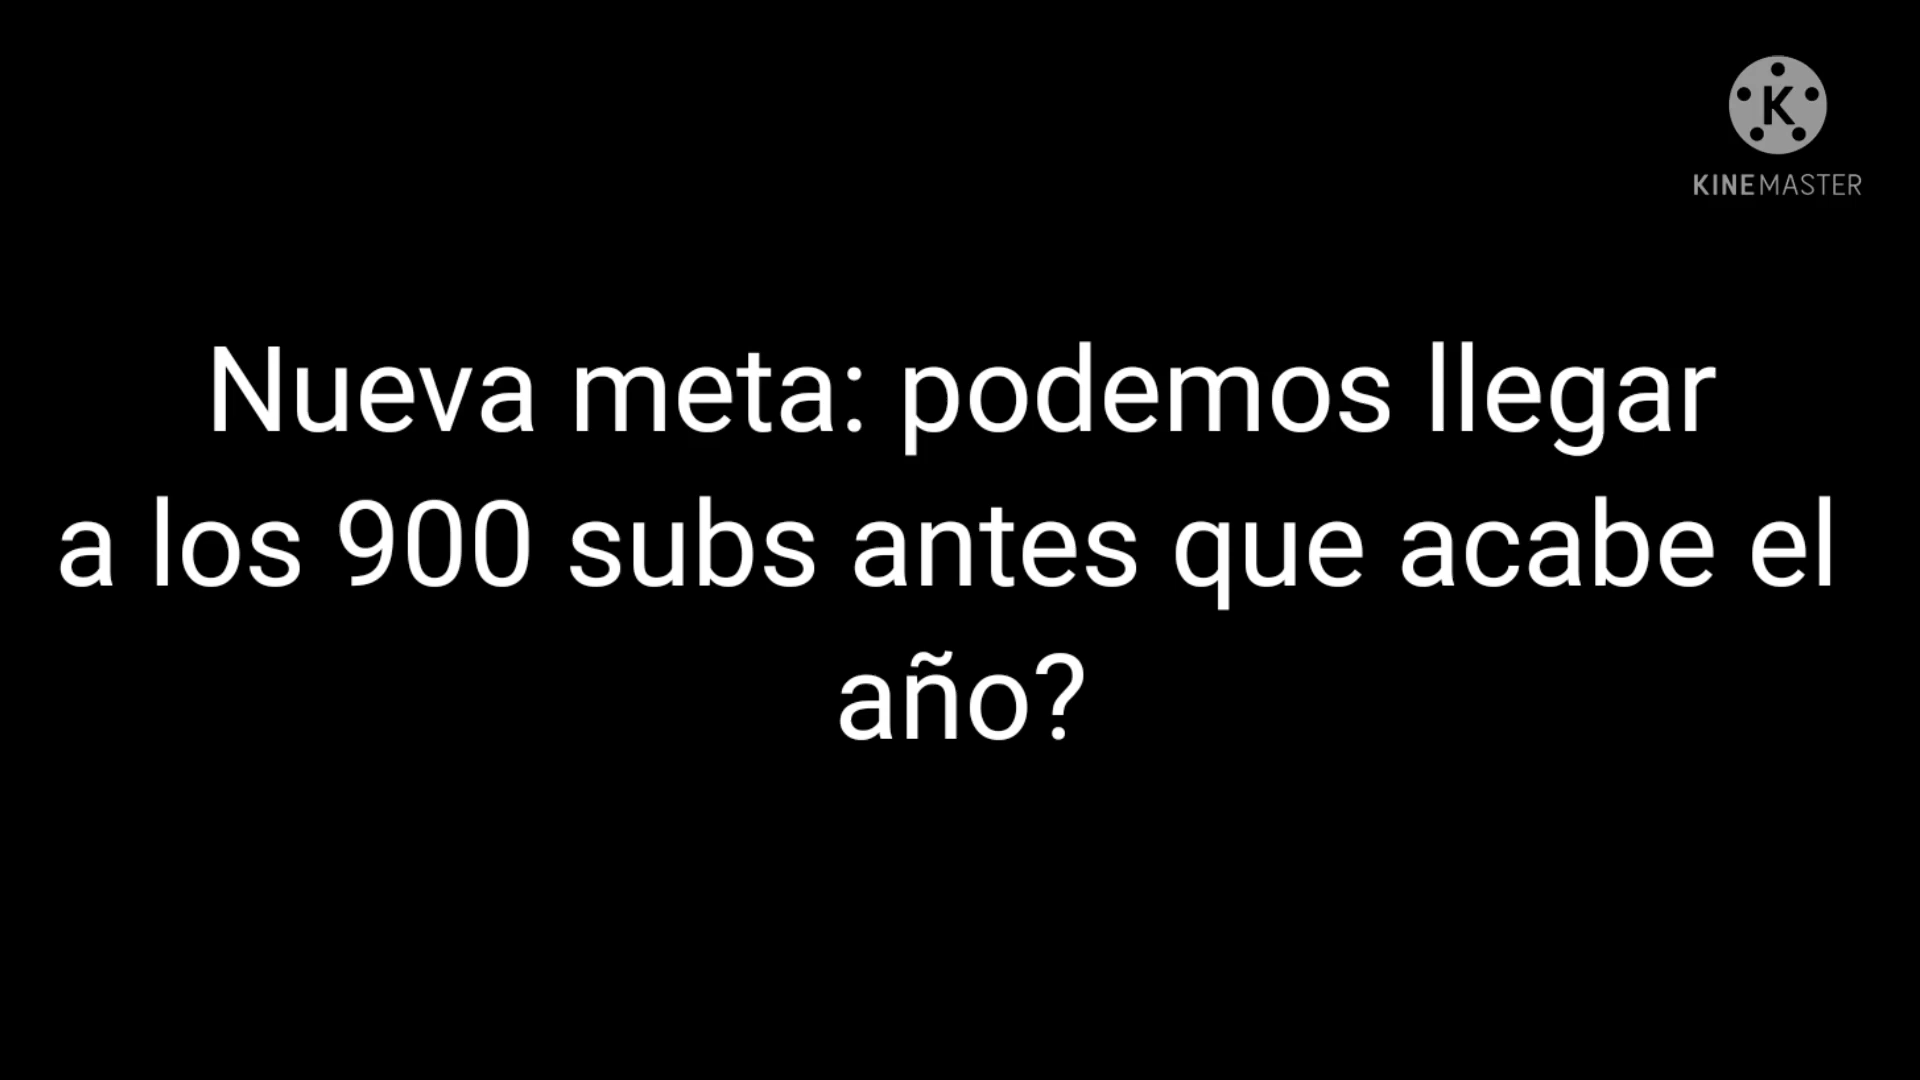 K
KINEMASTER
Nueva meta: podemos llegar
a los 900 subs antes que acabe el
año?